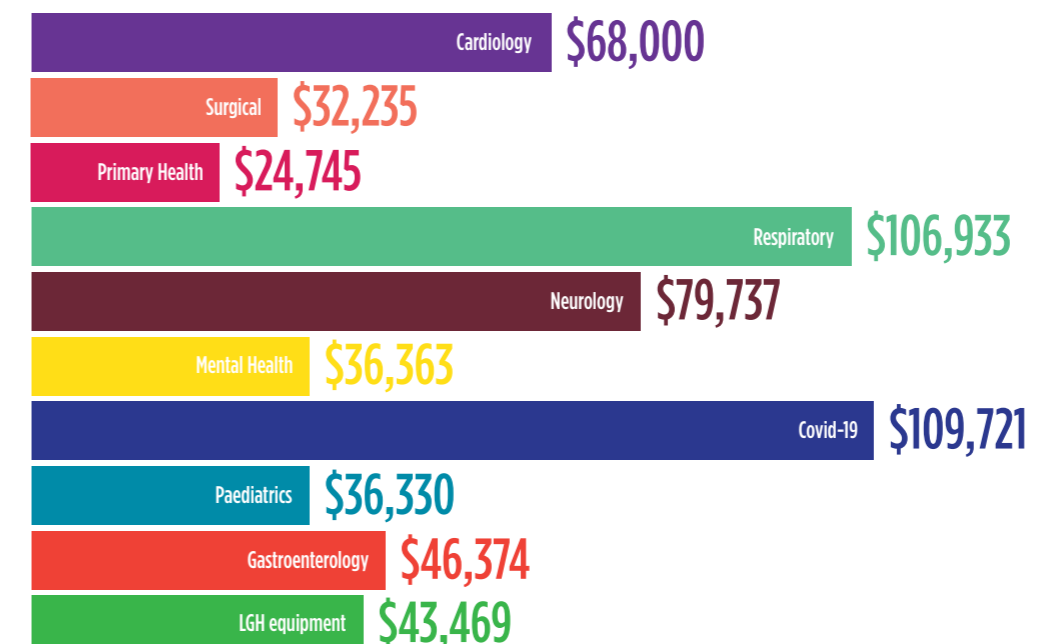 Cardiology $68,000
Surgical $32,235
Primary Health $24,745
Respiratory $106,933
Neurology $79,737
Mental Health $36,363
Covid-19 $109,721
Paediatrics $36,330
Gastroenterology $46,374
LGH equipment $43,469